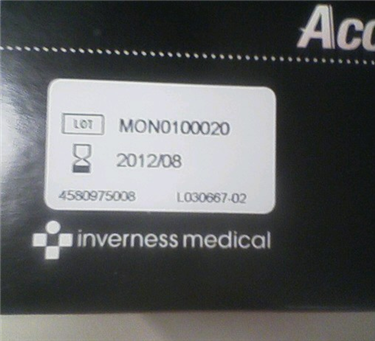 Acc
LOT MON0100020
2012/08
4580975008 L030667-02
inverness medical